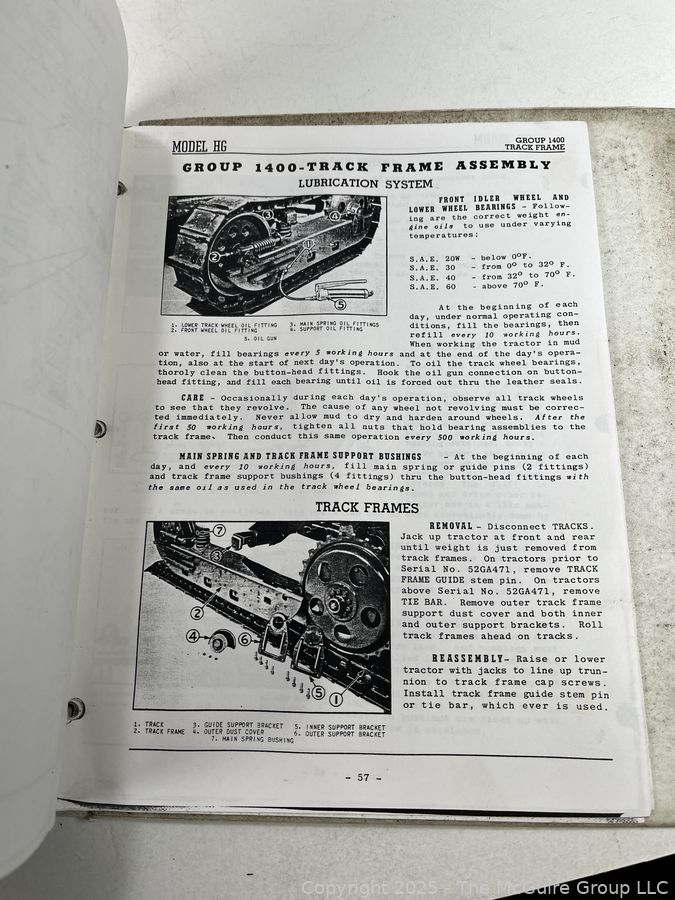 MODEL HG
GROUP 1400
TRACK FRAME
GROUP 1400-TRACK FRAME ASSEMBLY
LUBRICATION SYSTEM
1
2
3
4
5
1. LOWER TRACK WHEEL OIL FITTING 3. MAIN SPRING OIL FITTINGS
2. FRONT WHEEL OIL FITTING 4. SUPPORT OIL FITTING
5. OIL GUN
FRONT IDLER WHEEL AND
LOWER WHEEL BEARINGS - Follow-
ing are the correct weight en-
gine oils to use under varying
temperatures:
S.A.E. 20W - below 0°F.
S.A.E. 30 - from 0° to 32° F.
S.A.E. 40 - from 32° to 70° F.
S.A.E. 60 - above 70° F.
At the beginning of each
day, under normal operating con-
ditions, fill the bearings, then
refill every 10 working hours.
When working the tractor in mud
or water, fill bearings every 5 working hours and at the end of the day's opera-
tion, also at the start of next day's operation. To oil the track wheel bearings,
thoroly clean the button-head fittings. Hook the oil gun connection on button-
head fitting, and fill each bearing until oil is forced out thru the leather seals.
CARE - Occasionally during each day's operation, observe all track wheels
to see that they revolve. The cause of any wheel not revolving must be correc-
ted immediately. Never allow mud to dry and harden around wheels. After the
first 50 working hours, tighten all nuts that hold bearing assemblies to the
track frame. Then conduct this same operation every 500 working hours.
MAIN SPRING AND TRACK FRAME SUPPORT BUSHINGS - At the beginning of each
day, and every 10 working hours, fill main spring or guide pins (2 fittings)
and track frame support bushings (4 fittings) thru the button-head fittings with
the same oil as used in the track wheel bearings.
TRACK FRAMES
7
3
2
4
6
5
1
1. TRACK 3. GUIDE SUPPORT BRACKET 5. INNER SUPPORT BRACKET
2. TRACK FRAME 4. OUTER DUST COVER 6. OUTER SUPPORT BRACKET
7. MAIN SPRING BUSHING
REMOVAL - Disconnect TRACKS.
Jack up tractor at front and rear
until weight is just removed from
track frames. On tractors prior to
Serial No. 52GA471, remove TRACK
FRAME GUIDE stem pin. On tractors
above Serial No. 52GA471, remove
TIE BAR. Remove outer track frame
support dust cover and both inner
and outer support brackets. Roll
track frames ahead on tracks.
REASSEMBLY- Raise or lower
tractor with jacks to line up trun-
nion to track frame cap screws.
Install track frame guide stem pin
or tie bar, which ever is used.
- 57 -
Copyright 2025 - The McGuire Group LLC